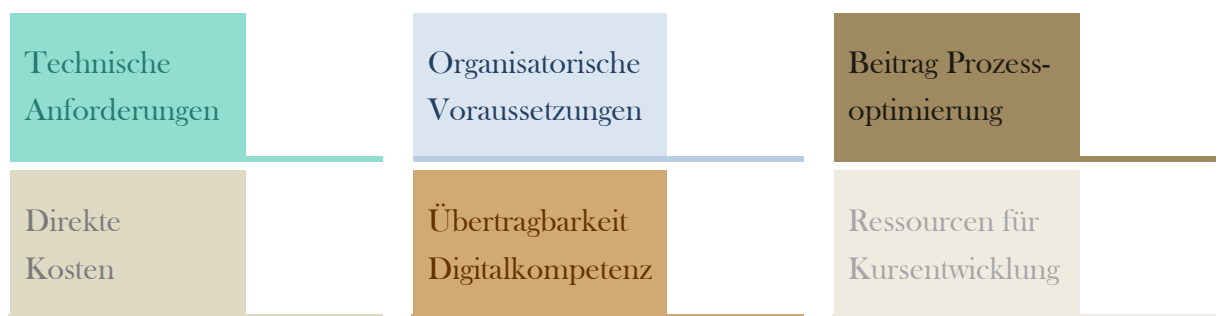 Technische
Anforderungen
Organisatorische
Voraussetzungen
Beitrag Prozess-
optimierung
Direkte
Kosten
Übertragbarkeit
Digitalkompetenz
Ressourcen für
Kursentwicklung